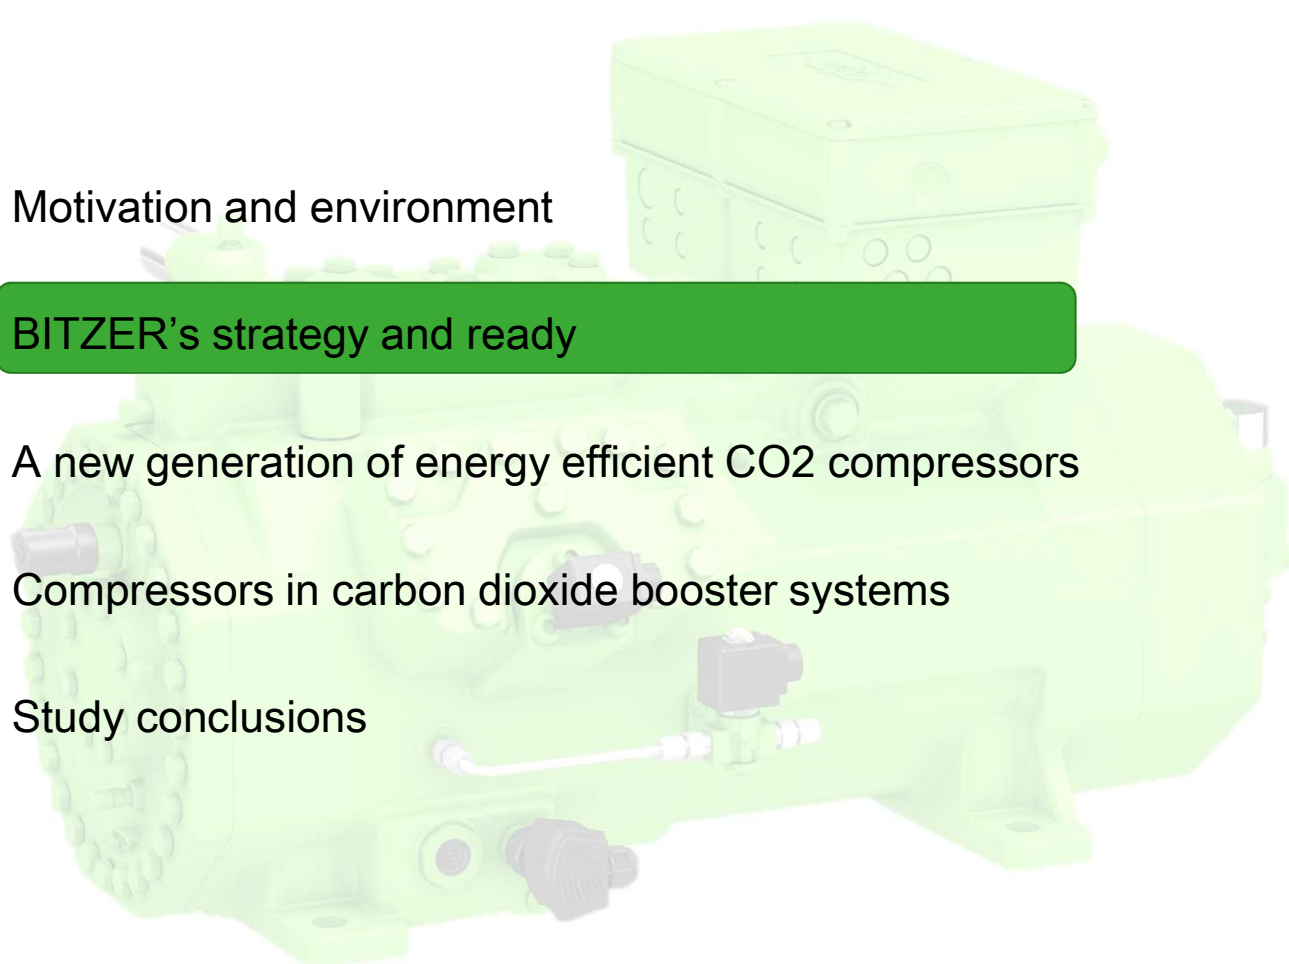 Motivation and environment
BITZER’s strategy and ready
A new generation of energy efficient CO2 compressors
Compressors in carbon dioxide booster systems
Study conclusions